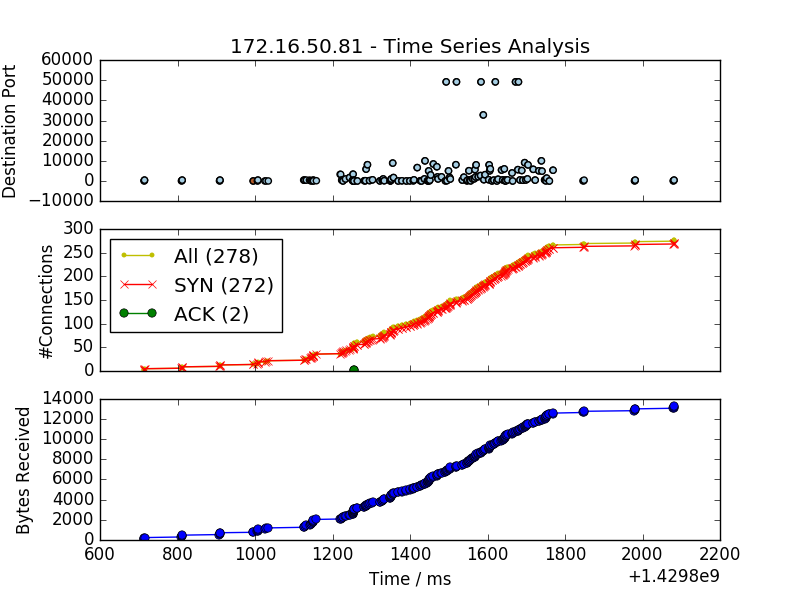 172.16.50.81 - Time Series Analysis
Destination Port
60000
50000
40000
30000
20000
10000
0
−10000
#Connections
300
250
200
150
100
50
0
All (278)
SYN (272)
ACK (2)
Bytes Received
14000
12000
10000
8000
6000
4000
2000
0
600 800 1000 1200 1400 1600 1800 2000 2200
Time / ms
+1.4298e9